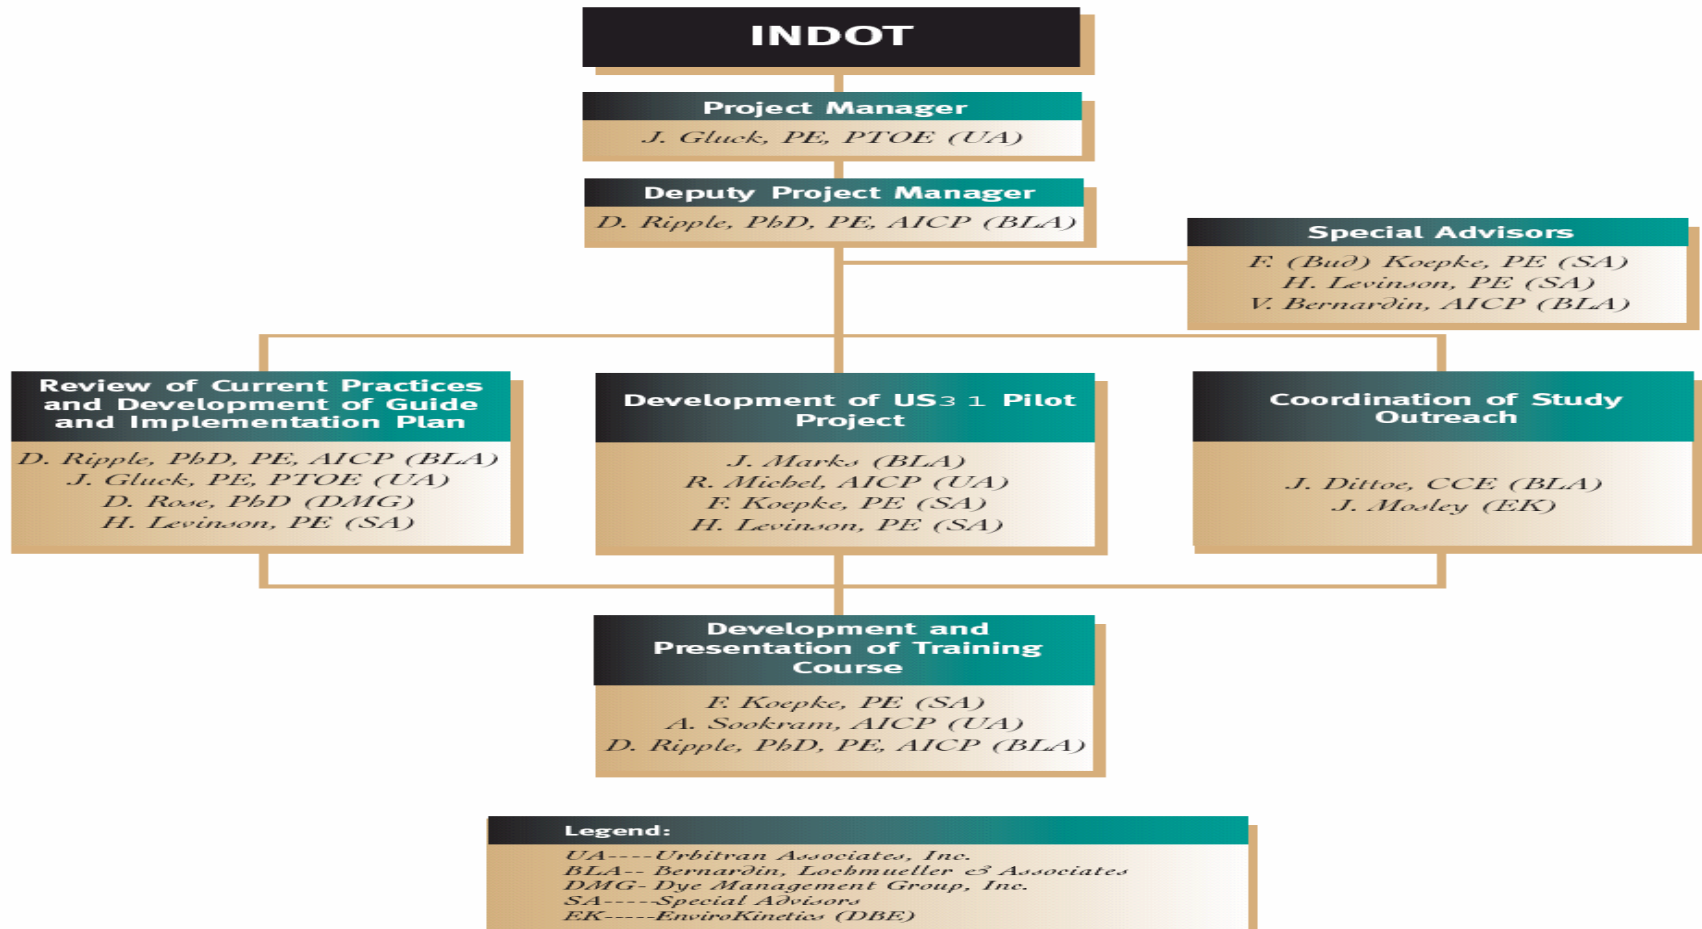 INDOT
Project Manager
J. Gluck, PE, PTOE (UA)
Deputy Project Manager
D. Ripple, PhD, PE, AICP (BLA)
Special Advisors
F. (Bud) Koepke, PE (SA)
H. Levinson, PE (SA)
V. Bernardin, AICP (BLA)
Review of Current Practices
and Development of Guide
and Implementation Plan
D. Ripple, PhD, PE, AICP (BLA)
J. Gluck, PE, PTOE (UA)
D. Rose, PhD (DMG)
H. Levinson, PE (SA)
Development of US31 Pilot
Project
J. Marks (BLA)
R. Michel, AICP (UA)
F. Koepke, PE (SA)
H. Levinson, PE (SA)
Coordination of Study
Outreach
J. Dittoe, CCE (BLA)
J. Mosley (EK)
Development and
Presentation of Training
Course
F. Koepke, PE (SA)
A. Sookram, AICP (UA)
D. Ripple, PhD, PE, AICP (BLA)
Legend:
UA----Urbitran Associates, Inc.
BLA-- Bernardin, Lochmueller & Associates
DMG- Dye Management Group, Inc.
SA-----Special Advisors
EK-----EnviroKinetics (DBE)